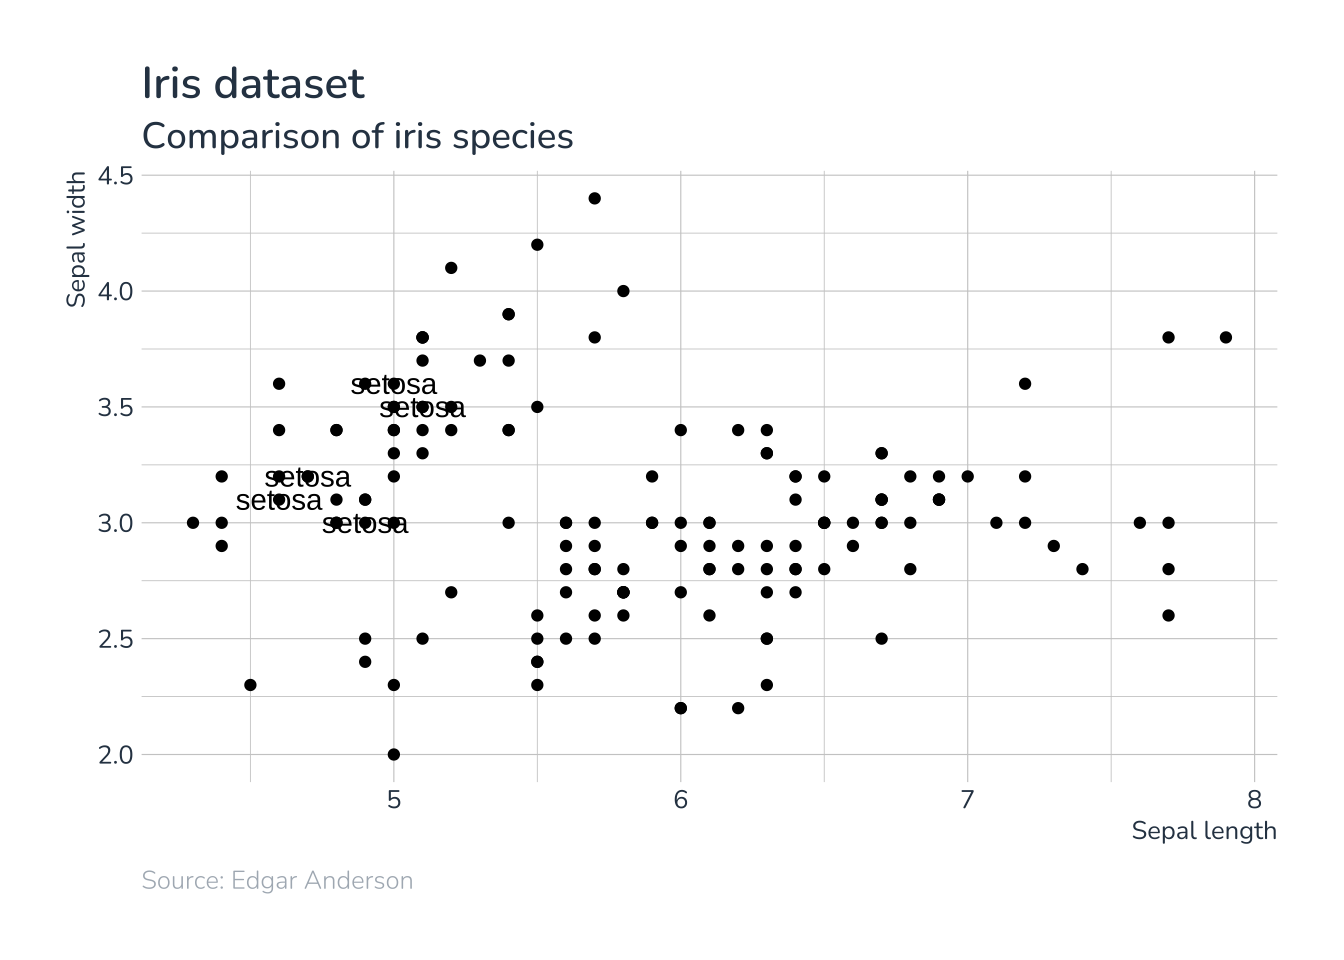 Iris dataset
Comparison of iris species
Sepal width
4.5
4.0
3.5
3.0
2.5
2.0
setosa
setosa
setosa
setosa
setosa
5 6 7 8
Sepal length
Source: Edgar Anderson